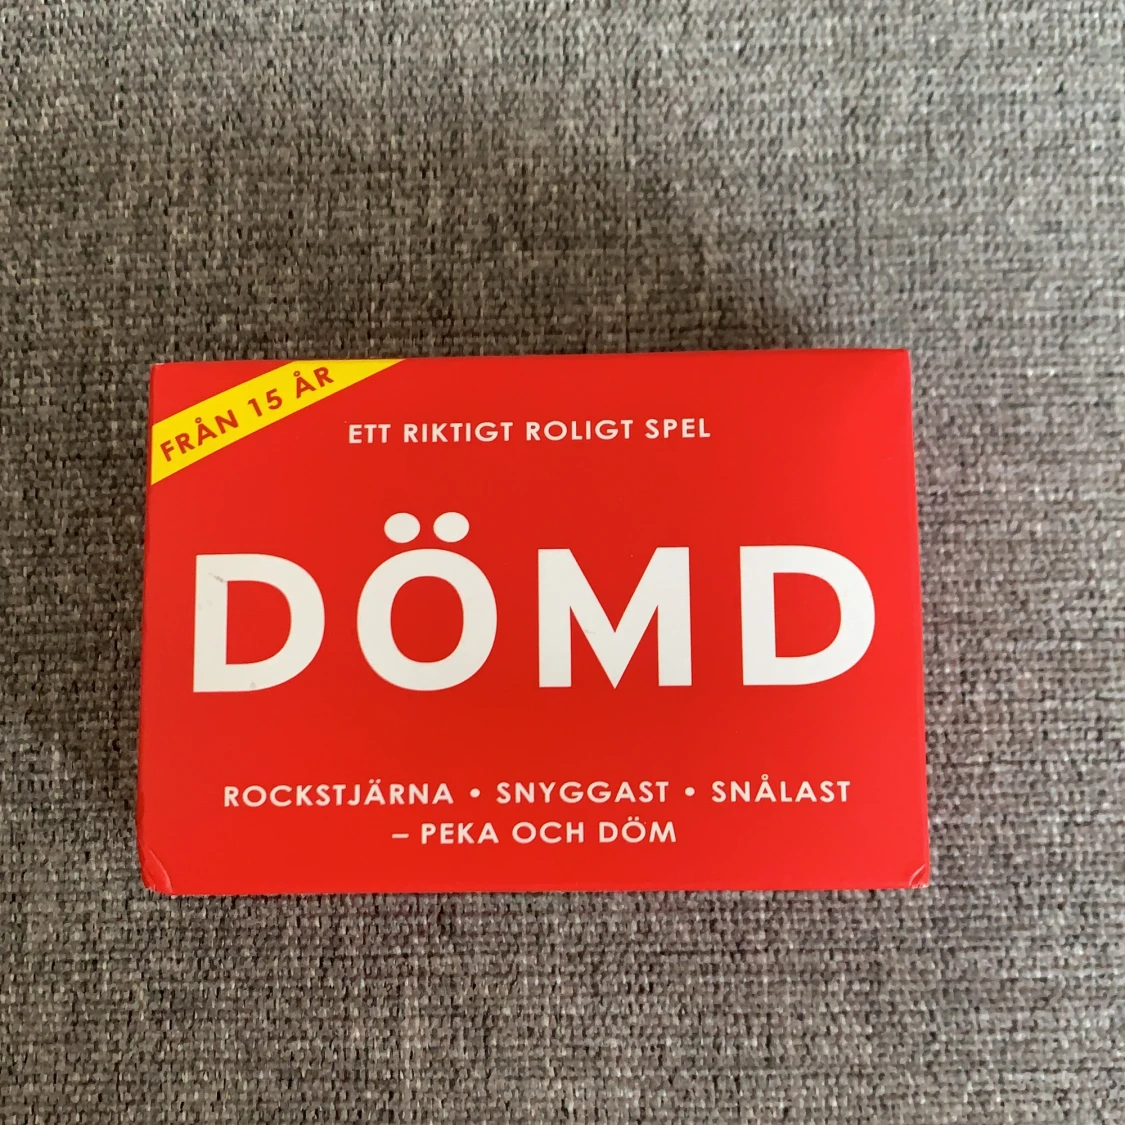 FRÅN 15 ÅR
ETT RIKTIGT ROLIGT SPEL
DÖMD
ROCKSTJÄRNA • SNYGGAST • SNÅLAST
– PEKA OCH DÖM